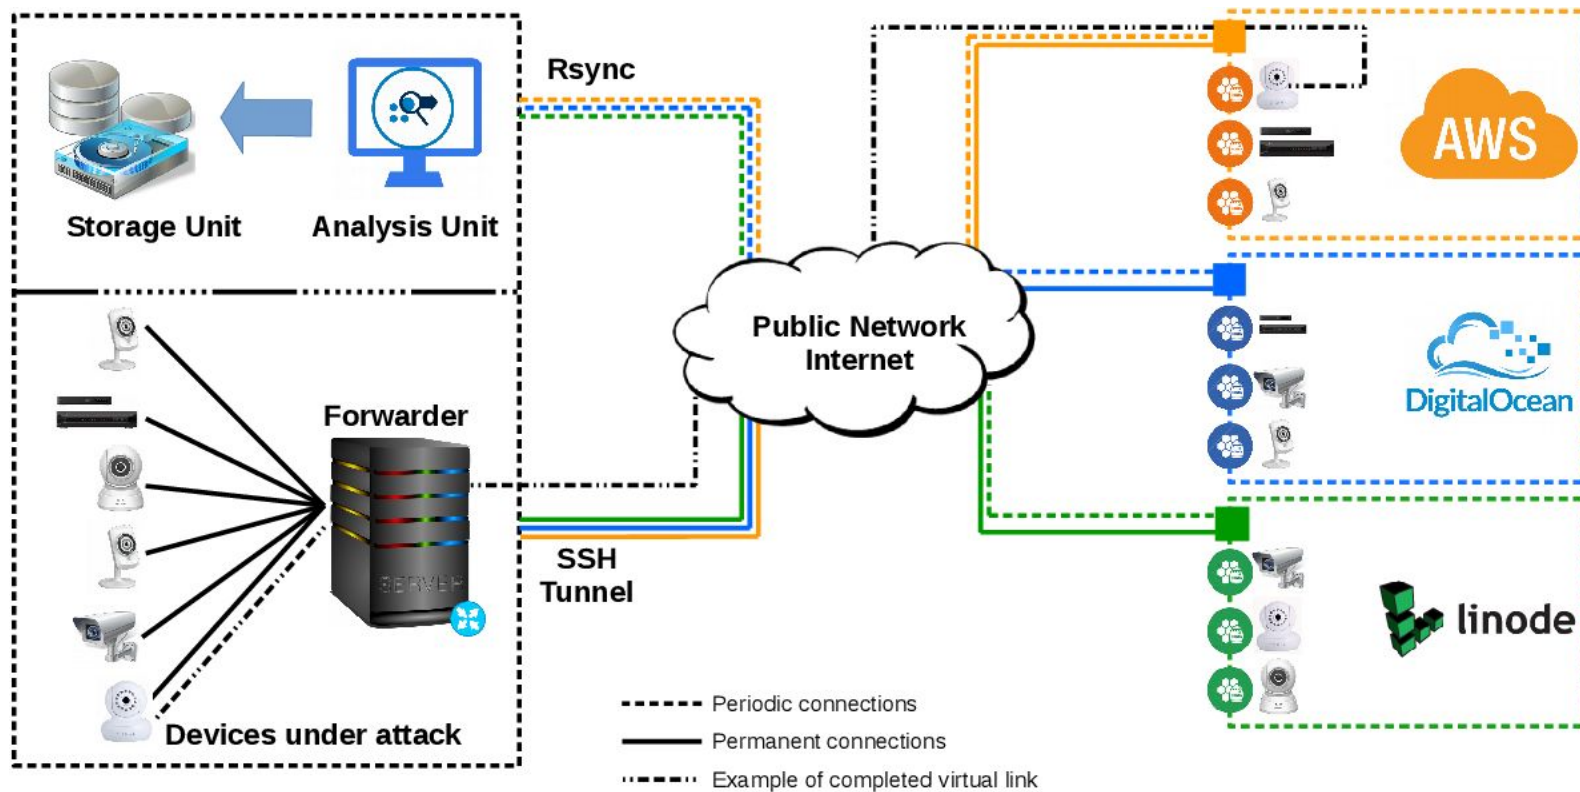 Rsync
Storage Unit
Analysis Unit
AWS
Public Network
Internet
DigitalOcean
Forwarder
SERVER
SSH
Tunnel
linode
Devices under attack
Periodic connections
Permanent connections
Example of completed virtual link